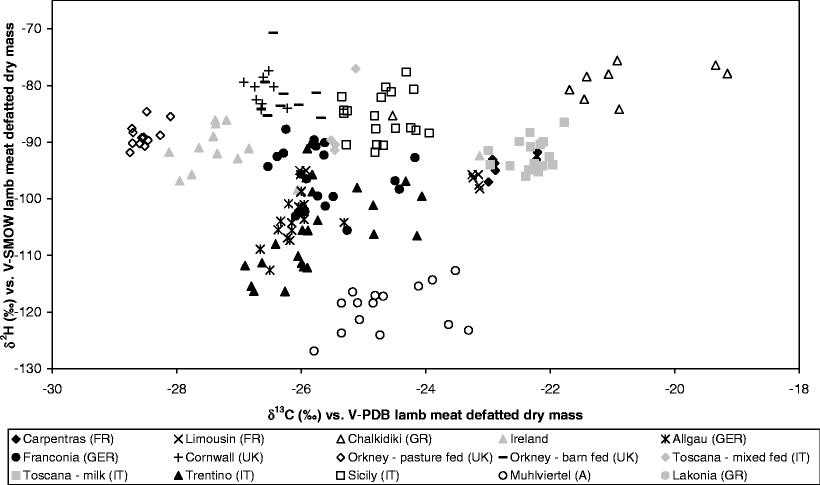 -70
-80
-90
-100
-110
-120
-130
δ²H (‰) vs. V-SMOW lamb meat defatted dry mass
-30 -28 -26 -24 -22 -20 -18
δ¹³C (‰) vs. V-PDB lamb meat defatted dry mass
Carpentras (FR) Limousin (FR) Chalkidiki (GR) Ireland Allgau (GER)
Franconia (GER) Cornwall (UK) Orkney - pasture fed (UK) Orkney - barn fed (UK) Toscana - mixed fed (IT)
Toscana - milk (IT) Trentino (IT) Sicily (IT) Muhlviertel (A) Lakonia (GR)